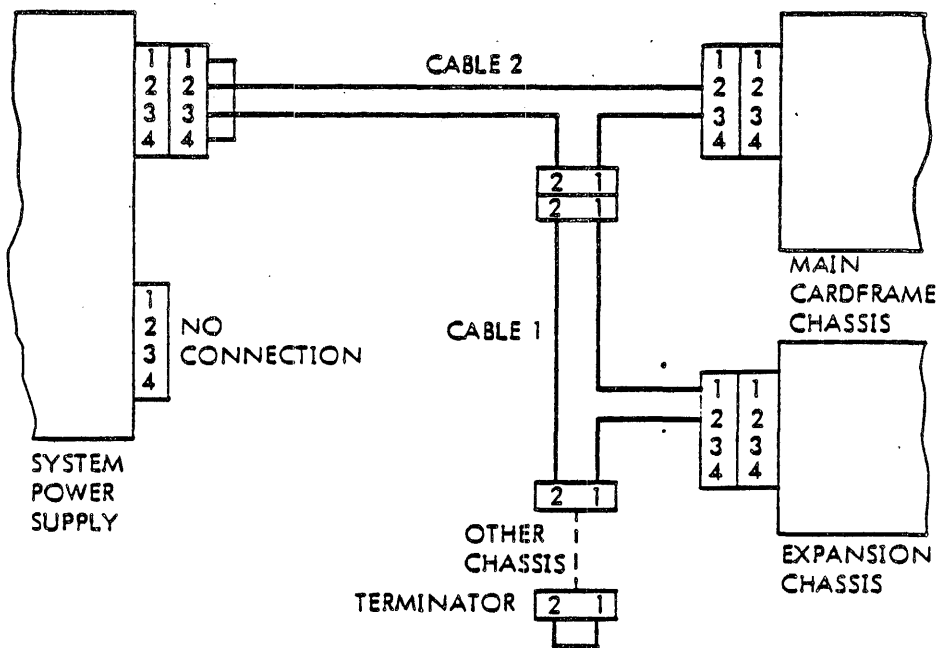 1 1
2 2
3 3
4 4
CABLE 2
1 1
2 2
3 3
4 4
2 1
2 1
MAIN
CARDFRAME
CHASSIS
1
2
3
4
NO
CONNECTION
CABLE 1
1 1
2 2
3 3
4 4
SYSTEM
POWER
SUPPLY
2 1
OTHER
CHASSIS
EXPANSION
CHASSIS
TERMINATOR
2 1